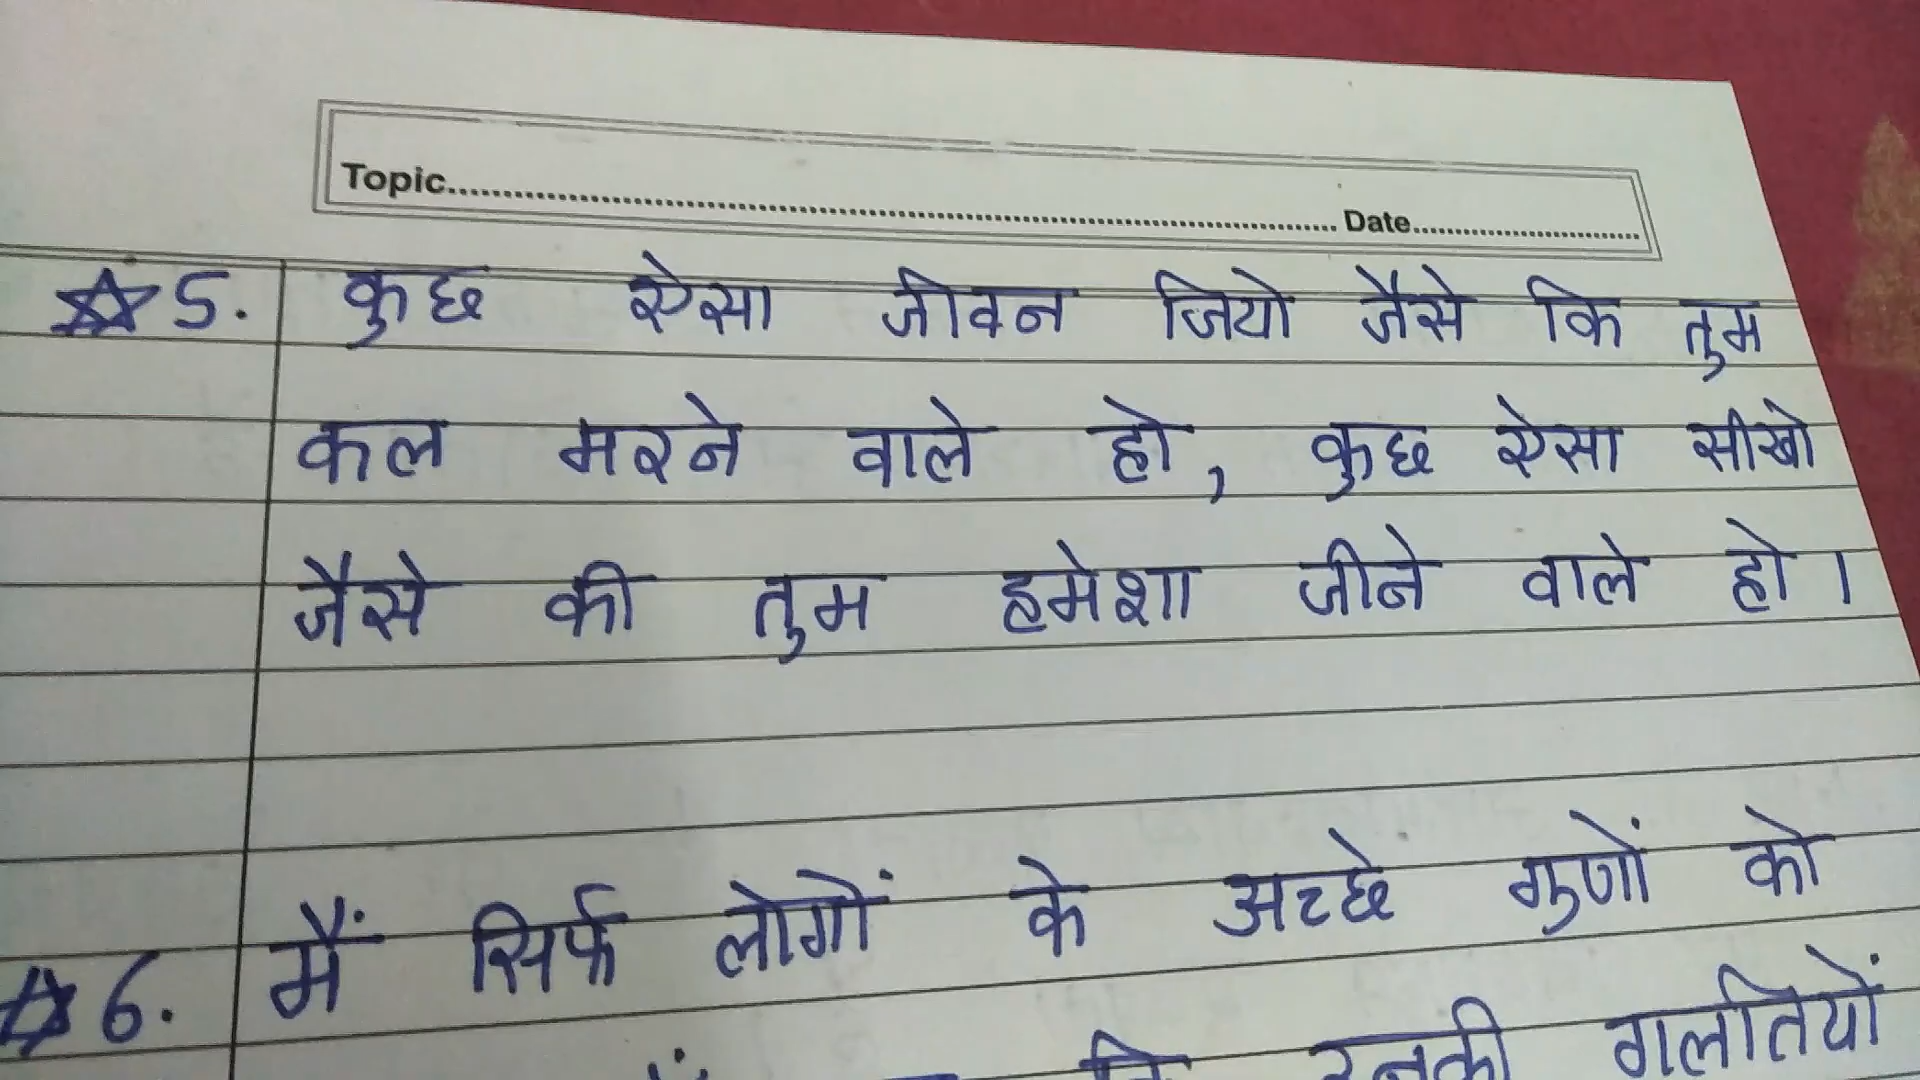 Topic.................... Date....................
☆ 5. कुछ ऐसा जीवन जियो जैसे कि तुम
कल मरने वाले हो, कुछ ऐसा सीखो
जैसे की तुम हमेशा जीने वाले हो।
☆ 6. मैं सिर्फ लोगों के अच्छे गुणों को
गलतियों